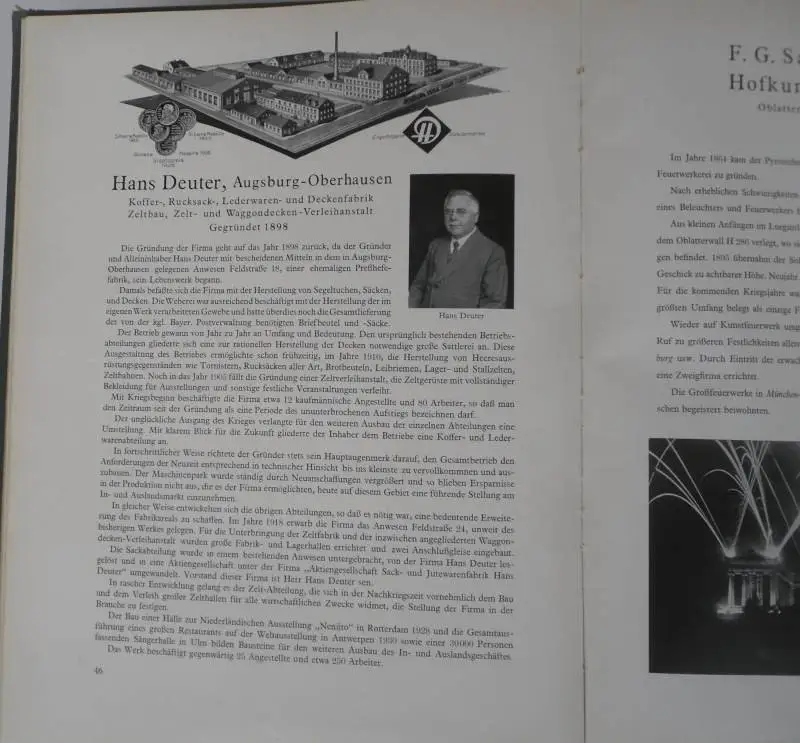 Hans Deuter, Augsburg-Oberhausen
Koffer-, Rucksack-, Lederwaren- und Deckenfabrik
Zeltbau, Zelt- und Waggondecken-Verleihanstalt
Gegründet 1898
Die Gründung der Firma geht auf das Jahr 1898 zurück, da der Gründer
und Alleininhaber Hans Deuter mit bescheidenen Mitteln in dem in Augsburg-
Oberhausen gelegenen Anwesen Feldstraße 18, einer ehemaligen Preßhefe-
fabrik, sein Lebenswerk begann.
Damals befaßte sich die Firma mit der Herstellung von Segeltuchen, Säcken,
und Decken. Die Weberei war ausreichend beschäftigt mit der Herstellung der im
eigenen Werk verarbeiteten Gewebe und hatte überdies noch die Gesamtlieferung
der von der kgl. Bayer. Postverwaltung benötigten Briefbeutel und -Säcke.
Hans Deuter
Der Betrieb gewann von Jahr zu Jahr an Umfang und Bedeutung. Den ursprünglich bestehenden Betriebs-
abteilungen gliederte sich eine zur rationellen Herstellung der Decken notwendige große Sattlerei an. Diese
Ausgestaltung des Betriebes ermöglichte schon frühzeitig, im Jahre 1910, die Herstellung von Heeresaus-
rüstungsgegenständen wie Tornistern, Rucksäcken aller Art, Brotbeuteln, Leibriemen, Lager- und Stallzelten,
Zeltbahnen. Noch in das Jahr 1905 fällt die Gründung einer Zeltverleihanstalt, die Zeltgerüste mit vollständiger
Bekleidung für Ausstellungen und sonstige festliche Veranstaltungen verleiht.
Mit Kriegsbeginn beschäftigte die Firma etwa 12 kaufmännische Angestellte und 80 Arbeiter, so daß man
den Zeitraum seit der Gründung als eine Periode des ununterbrochenen Aufstiegs bezeichnen darf.
Der unglückliche Ausgang des Krieges verlangte für den weiteren Ausbau der einzelnen Abteilungen eine
Umstellung. Mit klarem Blick für die Zukunft gliederte der Inhaber dem Betriebe eine Koffer- und Leder-
warenabteilung an.
In fortschrittlicher Weise richtete der Gründer stets sein Hauptaugenmerk darauf, den Gesamtbetrieb den
Anforderungen der Neuzeit entsprechend in technischer Hinsicht bis ins kleinste zu vervollkommnen und aus-
zubauen. Der Maschinenpark wurde ständig durch Neuanschaffungen vergrößert und so blieben Ersparnisse
in der Produktion nicht aus, die es der Firma ermöglichten, heute auf diesem Gebiet eine führende Stellung am
In- und Auslandsmarkt einzunehmen.
In gleicher Weise entwickelten sich die übrigen Abteilungen, so daß es nötig war, eine bedeutende Erweite-
rung des Fabrikareals zu schaffen. Im Jahre 1918 erwarb die Firma das Anwesen Feldstraße 24, unweit des
bisherigen Werkes gelegen. Für die Unterbringung der Zeltfabrik und der inzwischen angegliederten Waggon-
decken-Verleihanstalt wurden große Fabrik- und Lagerhallen errichtet und zwei Anschlußgleise eingebaut.
Die Sackabteilung wurde in einem bestehenden Anwesen untergebracht, von der Firma Hans Deuter los-
gelöst und in eine Aktiengesellschaft unter der Firma „Aktiengesellschaft Sack- und Jutewarenfabrik Hans
Deuter“ umgewandelt. Vorstand dieser Firma ist Herr Hans Deuter sen.
In rascher Entwicklung gelang es der Zelt-Abteilung, die sich in der Nachkriegszeit vornehmlich dem Bau
und dem Verleih großer Zelthallen für alle wirtschaftlichen Zwecke widmet, die Stellung der Firma in der
Branche zu festigen.
Der Bau einer Halle zur Niederländischen Ausstellung „Nenijto“ in Rotterdam 1928 und die Gesamtaus-
führung eines großen Restaurants auf der Weltausstellung in Antwerpen 1930 sowie einer 30000 Personen
fassenden Sängerhalle in Ulm bilden Bausteine für den weiteren Ausbau des In- und Auslandsgeschäftes.
Das Werk beschäftigt gegenwärtig 25 Angestellte und etwa 250 Arbeiter.
46
F. G. Sa
Hofkun
Oblatter
Im Jahre 1864 kam der
Feuerwerkerei zu gründen.
Nach erheblichen Schwierigkeiten
eines Beleuchters und Feuerwerkers
Aus kleinen Anfängen im
dem Oblatterwall H 286 verlegt, wo sie
gen befindet. 1895 übernahm der
Geschick zu achtbarer Höhe.
Für die kommenden Kriegsjahre
größten Umfang belegt als einzige F
Wieder auf Kunstfeuerwerk
Ruf zu größeren Festlichkeiten
burg usw. Durch Eintritt der
eine Zweigfirma errichtet.
Die Großfeuerwerke in München
schen begeistert beiwohnten.